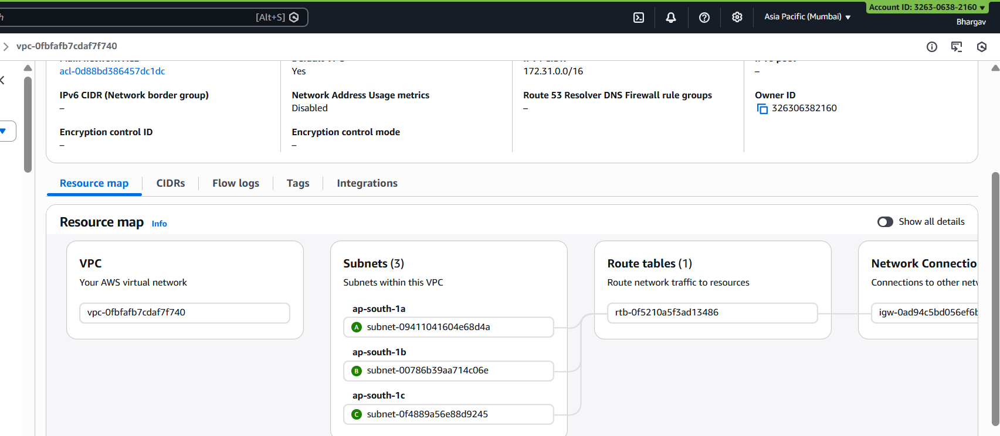 [Alt+S]
Asia Pacific (Mumbai) ▼
Account ID: 3263-0638-2160 ▼
Bhargav
vpc-0fbfafb7cdaf7f740
acl-0d88bd386457dc1dc
Yes
172.31.0.0/16
–
IPv6 CIDR (Network border group)
–
Network Address Usage metrics
Disabled
Route 53 Resolver DNS Firewall rule groups
–
Owner ID
326306382160
Encryption control ID
–
Encryption control mode
–
Resource map
CIDRs
Flow logs
Tags
Integrations
Resource map Info
Show all details
VPC
Your AWS virtual network
vpc-0fbfafb7cdaf7f740
Subnets (3)
Subnets within this VPC
ap-south-1a
A subnet-09411041604e68d4a
ap-south-1b
B subnet-00786b39aa714c06e
ap-south-1c
C subnet-0f4889a56e88d9245
Route tables (1)
Route network traffic to resources
rtb-0f5210a5f3ad13486
Network Connectio
Connections to other netw
igw-0ad94c5bd056ef6b